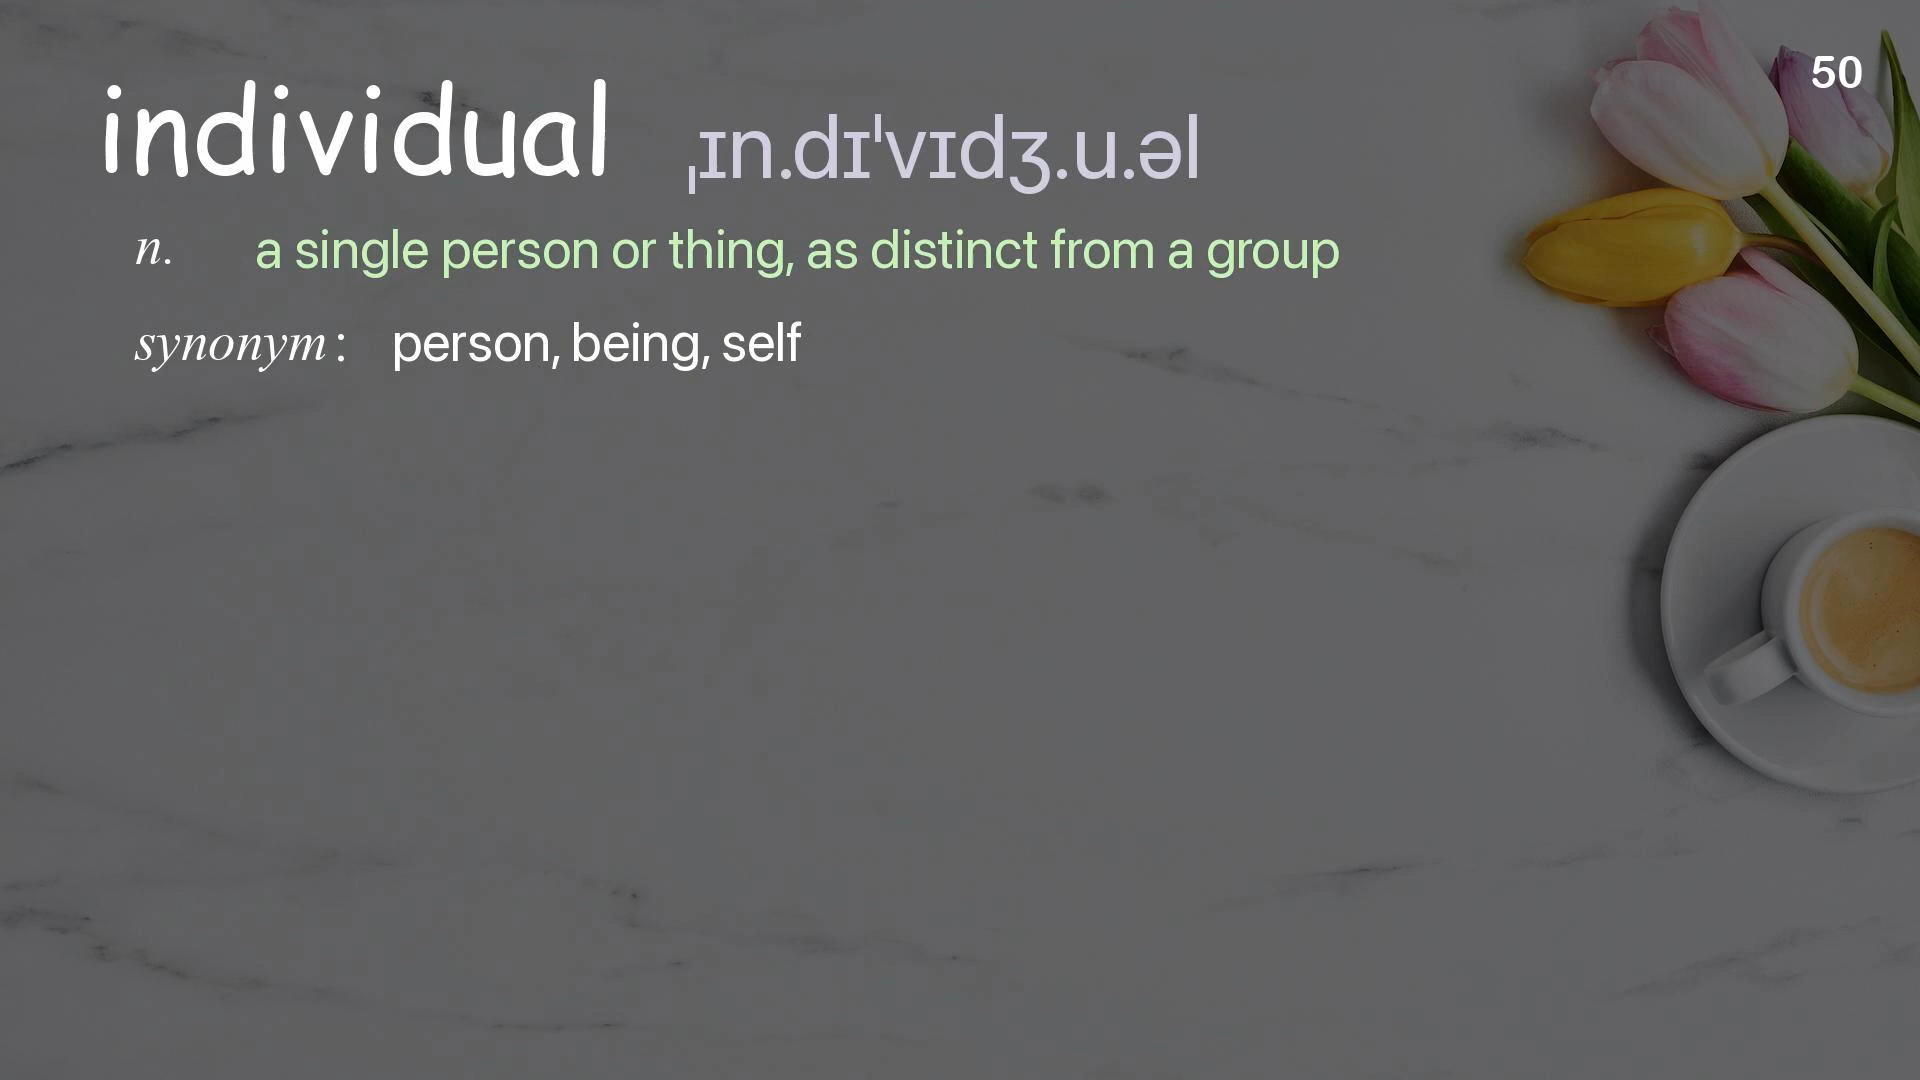 50
individual ˌɪn.dɪˈvɪdʒ.u.əl
n. a single person or thing, as distinct from a group
synonym: person, being, self